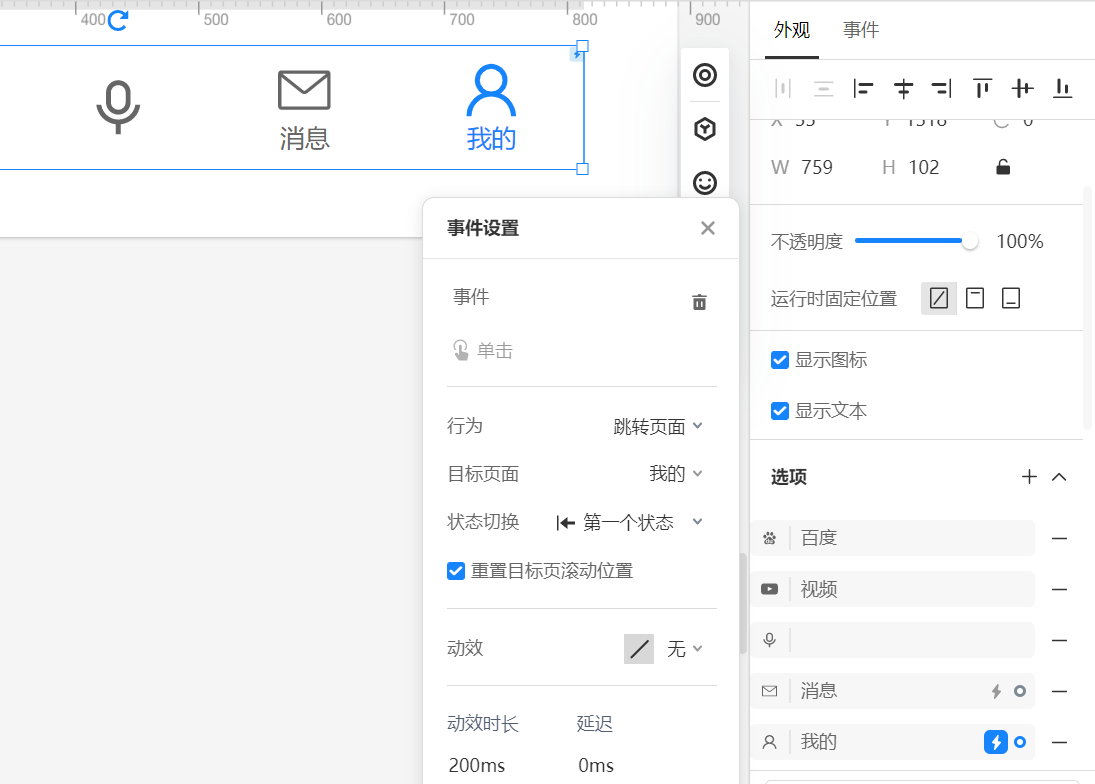 400 500 600 700 800 900
消息
我的
外观 事件
X 55 Y 1516 0
W 759 H 102
不透明度 100%
运行时固定位置
显示图标
显示文本
选项
百度
视频
消息
我的
事件设置
事件
单击
行为 跳转页面
目标页面 我的
状态切换 第一个状态
重置目标页滚动位置
动效 无
动效时长 延迟
200ms 0ms